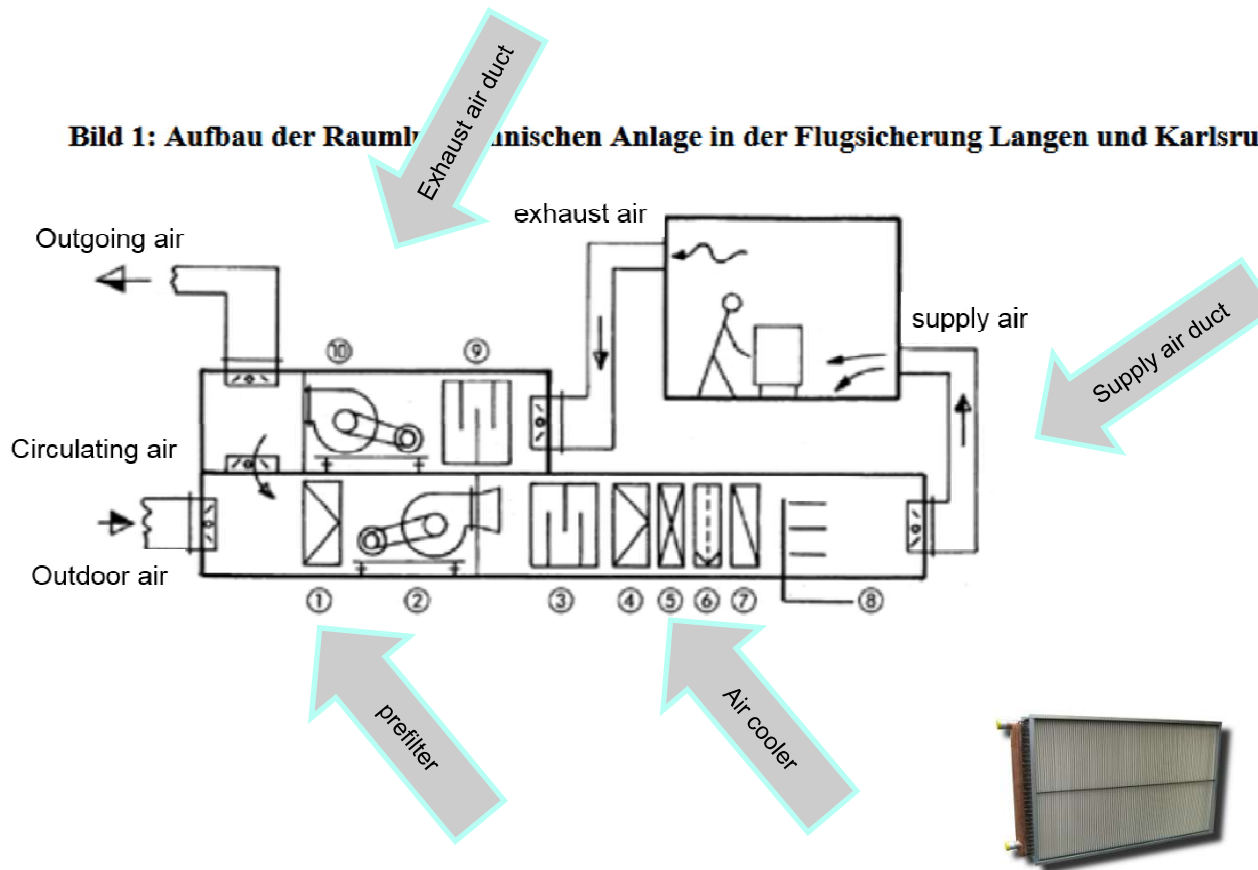 Exhaust air duct
Bild 1: Aufbau der Raumlu nnischen Anlage in der Flugsicherung Langen und Karlsru
exhaust air
Outgoing air
supply air
Supply air duct
⑩ ⑨
Circulating air
Outdoor air
① ② ③ ④ ⑤ ⑥ ⑦ ⑧
prefilter
Air cooler